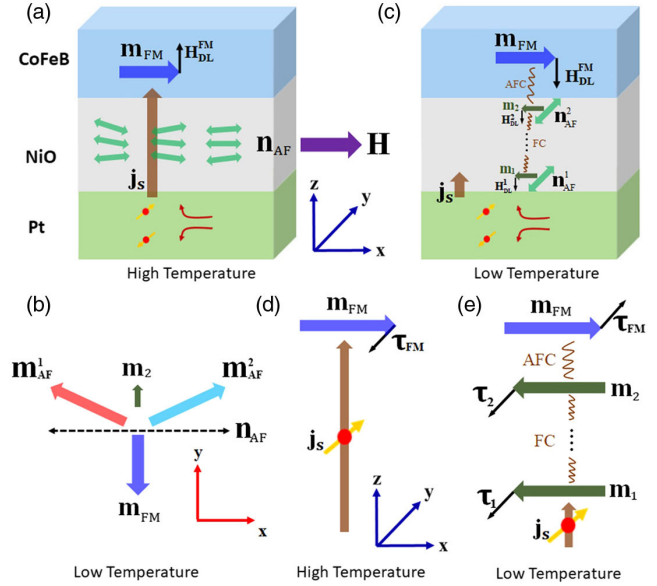 (a)
CoFeB
m_FM
H_DL^FM
NiO
n_AF
H
j_s
Pt
High Temperature
z
y
x
(c)
m_FM
H_DL^FM
AFC
m_2
H_DL^2
n_AF^2
FC
m_1
H_DL^1
n_AF^1
j_s
Low Temperature
(b)
m_AF^1
m_2
m_AF^2
n_AF
m_FM
y
x
Low Temperature
(d)
m_FM
τ_FM
j_s
z
y
x
High Temperature
(e)
m_FM
τ_FM
AFC
m_2
τ_2
FC
m_1
τ_1
j_s
Low Temperature